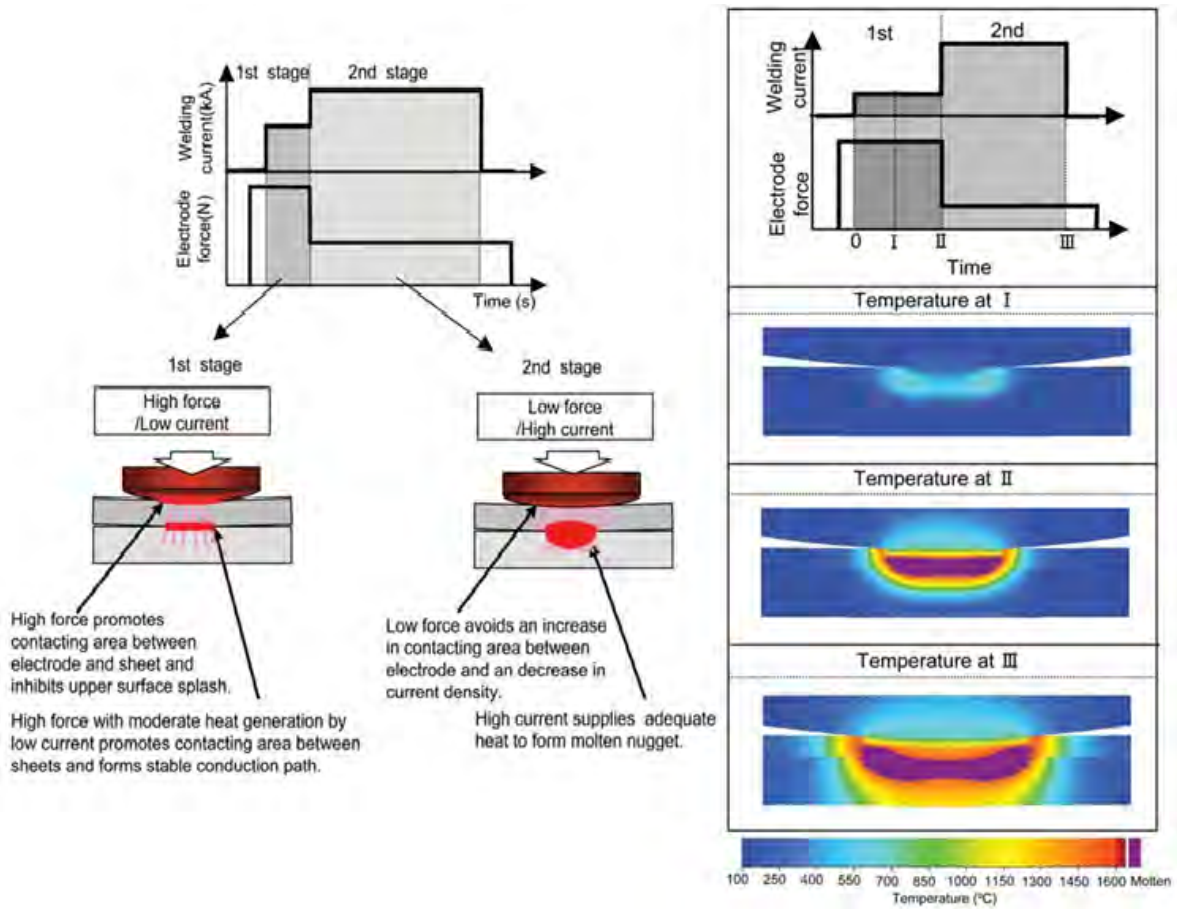 1st stage
2nd stage
Welding
current(kA)
Electrode
force(N)
Time (s)
1st stage
High force
/Low current
2nd stage
Low force
/High current
High force promotes
contacting area between
electrode and sheet and
inhibits upper surface splash.
High force with moderate heat generation by
low current promotes contacting area between
sheets and forms stable conduction path.
Low force avoids an increase
in contacting area between
electrode and an decrease in
current density.
High current supplies adequate
heat to form molten nugget.
1st
2nd
Welding
current
Electrode
force
0 I II III
Time
Temperature at I
Temperature at II
Temperature at III
100 250 400 550 700 850 1000 1150 1300 1450 1600 Molten
Temperature (ºC)